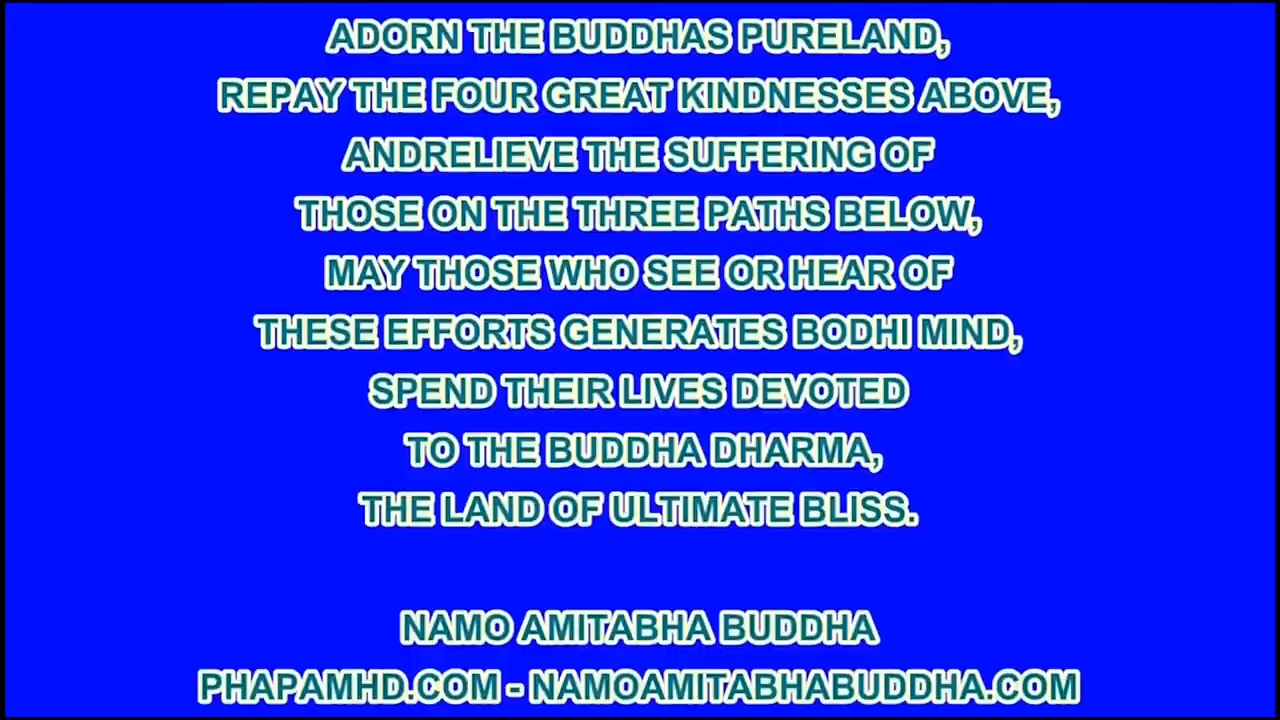 ADORN THE BUDDHAS PURELAND,
REPAY THE FOUR GREAT KINDNESSES ABOVE,
ANDRELIEVE THE SUFFERING OF
THOSE ON THE THREE PATHS BELOW,
MAY THOSE WHO SEE OR HEAR OF
THESE EFFORTS GENERATES BODHI MIND,
SPEND THEIR LIVES DEVOTED
TO THE BUDDHA DHARMA,
THE LAND OF ULTIMATE BLISS.
NAMO AMITABHA BUDDHA
PHAPAMHD.COM - NAMOAMITABHABUDDHA.COM